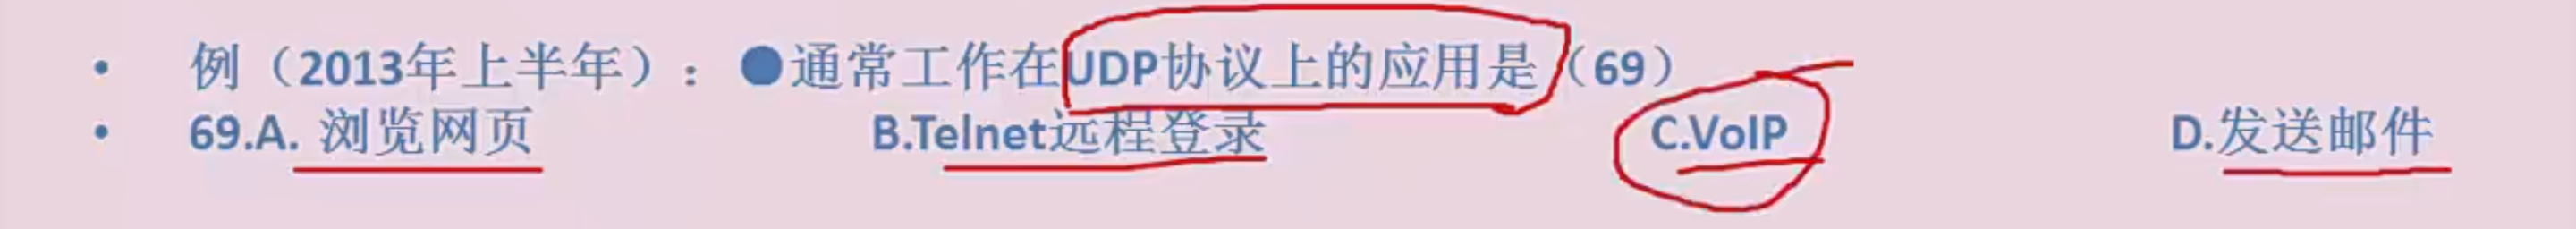 • 例（2013年上半年）：●通常工作在UDP协议上的应用是（69）
• 69.A. 浏览网页 B.Telnet远程登录 C.VoIP D.发送邮件